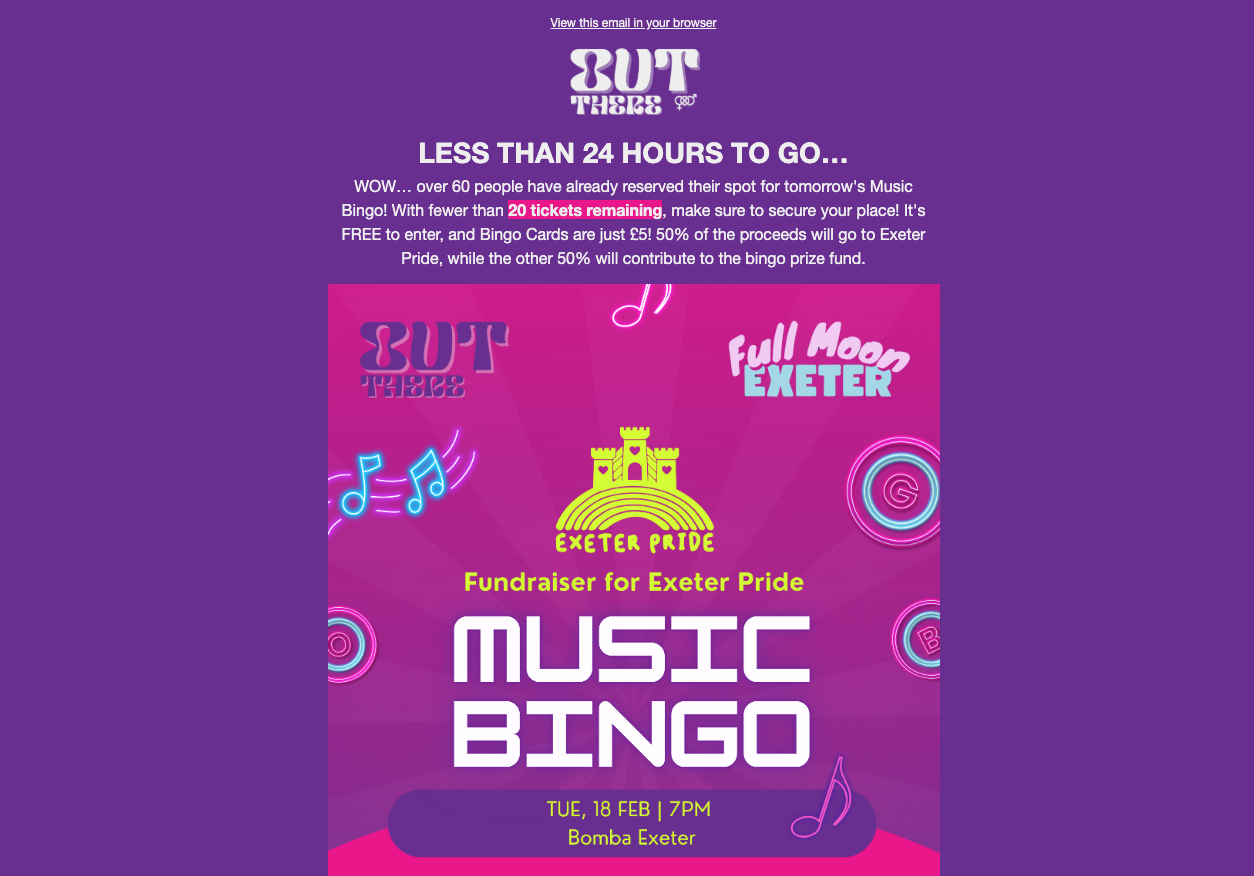 View this email in your browser
OUT
THERE
LESS THAN 24 HOURS TO GO…
WOW… over 60 people have already reserved their spot for tomorrow's Music
Bingo! With fewer than 20 tickets remaining, make sure to secure your place! It's
FREE to enter, and Bingo Cards are just £5! 50% of the proceeds will go to Exeter
Pride, while the other 50% will contribute to the bingo prize fund.
OUT
THERE
Full Moon
EXETER
G
EXETER PRIDE
Fundraiser for Exeter Pride
O
B
MUSIC
BINGO
TUE, 18 FEB | 7PM
Bomba Exeter